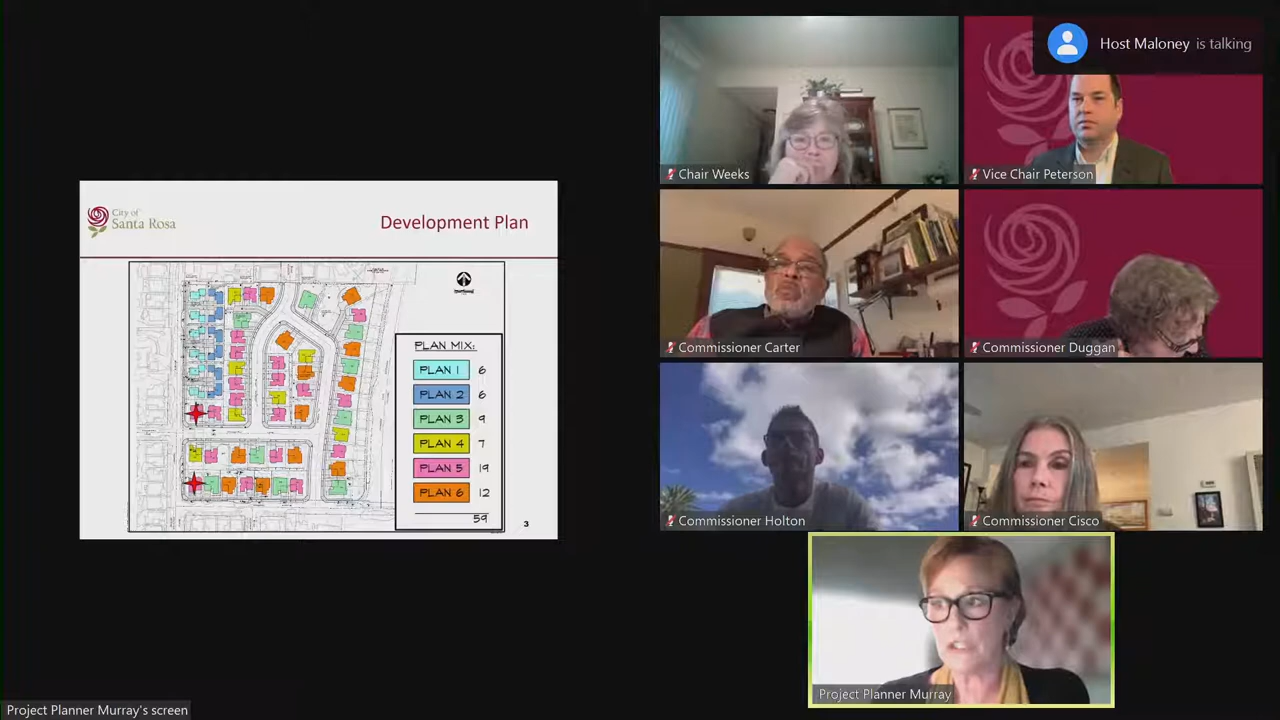 Host Maloney is talking
Chair Weeks
Vice Chair Peterson
City of
Santa Rosa
Development Plan
PLAN MIX:
PLAN 1 6
PLAN 2 6
PLAN 3 9
PLAN 4 7
PLAN 5 19
PLAN 6 12
59
3
Commissioner Carter
Commissioner Duggan
Commissioner Holton
Commissioner Cisco
Project Planner Murray
Project Planner Murray's screen